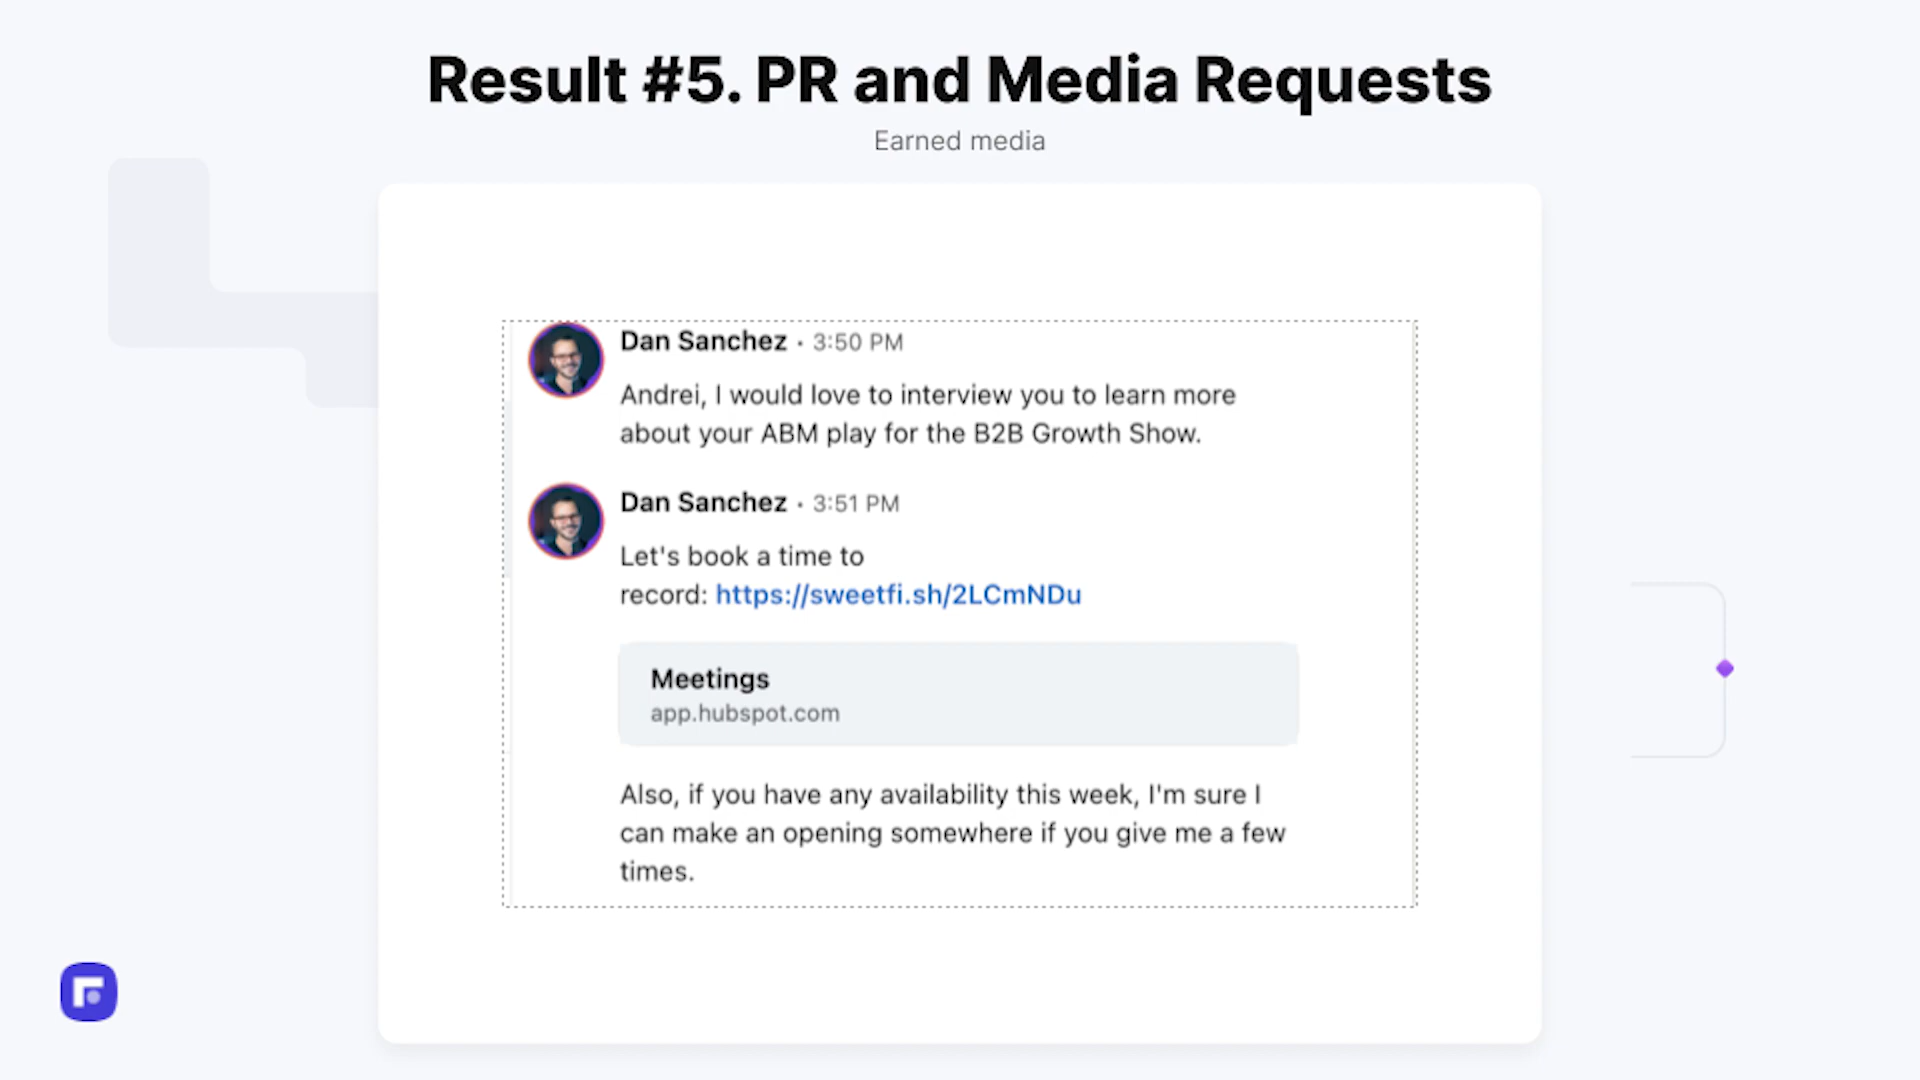 Result #5. PR and Media Requests
Earned media
Dan Sanchez • 3:50 PM
Andrei, I would love to interview you to learn more
about your ABM play for the B2B Growth Show.
Dan Sanchez • 3:51 PM
Let's book a time to
record: https://sweetfi.sh/2LCmNDu
Meetings
app.hubspot.com
Also, if you have any availability this week, I'm sure I
can make an opening somewhere if you give me a few
times.